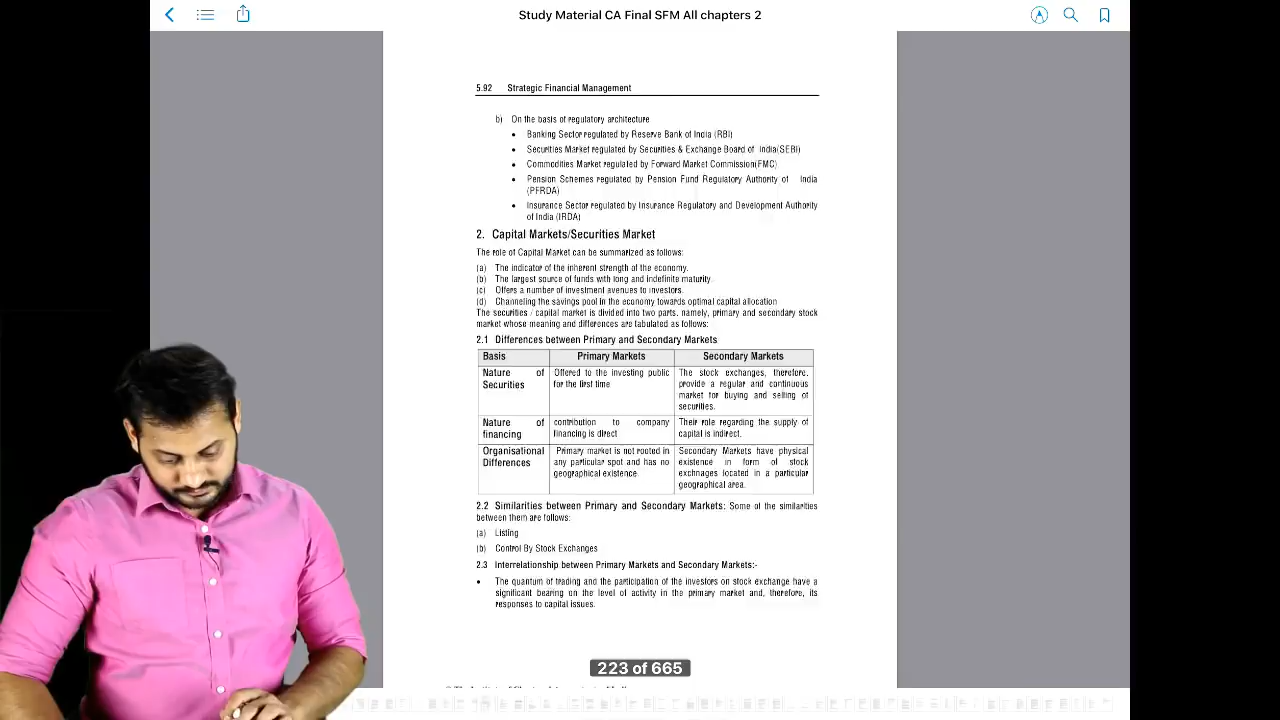 Study Material CA Final SFM All chapters 2
5.92 Strategic Financial Management
b) On the basis of regulatory architecture
• Banking Sector regulated by Reserve Bank of India (RBI)
• Securities Market regulated by Securities & Exchange Board of India(SEBI)
• Commodities Market regulated by Forward Market Commission(FMC)
• Pension Schemes regulated by Pension Fund Regulatory Authority of India
(PFRDA)
• Insurance Sector regulated by Insurance Regulatory and Development Authority
of India (IRDA)
2. Capital Markets/Securities Market
The role of Capital Market can be summarized as follows:
(a) The indicator of the inherent strength of the economy.
(b) The largest source of funds with long and indefinite maturity
(c) Offers a number of investment avenues to investors.
(d) Channeling the savings pool in the economy towards optimal capital allocation
The securities / capital market is divided into two parts. namely, primary and secondary stock
market whose meaning and differences are tabulated as follows:
2.1 Differences between Primary and Secondary Markets
Basis Primary Markets Secondary Markets
Nature of
Securities
Offered to the investing public
for the first time
The stock exchanges, therefore.
provide a regular and continuous
market for buying and selling of
securities.
Nature of
financing
contribution to company
financing is direct
Their role regarding the supply of
capital is indirect.
Organisational
Differences
Primary market is not rooted in
any particular spot and has no
geographical existence
Secondary Markets have physical
existence in form of stock
exchnages located in a particular
geographical area.
2.2 Similarities between Primary and Secondary Markets: Some of the similarities
between them are follows:
(a) Listing
(b) Control By Stock Exchanges
2.3 Interrelationship between Primary Markets and Secondary Markets:-
• The quantum of trading and the participation of the investors on stock exchange have a
significant bearing on the level of activity in the primary market and, therefore, its
responses to capital issues.
223 of 665